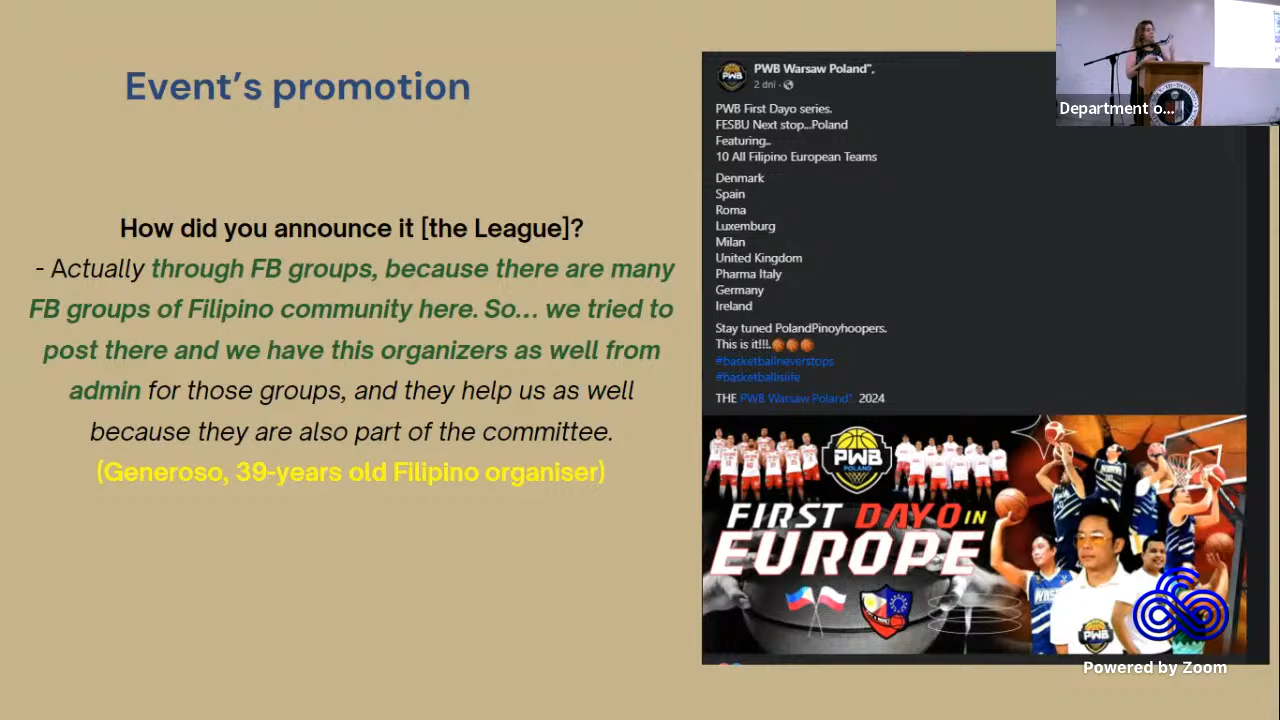 Event’s promotion
How did you announce it [the League]?
- Actually through FB groups, because there are many
FB groups of Filipino community here. So... we tried to
post there and we have this organizers as well from
admin for those groups, and they help us as well
because they are also part of the committee.
(Generoso, 39-years old Filipino organiser)
PWB
PWB Warsaw Poland",
2 dni
PWB First Dayo series.
FESBU Next stop...Poland
Featuring..
10 All Filipino European Teams
Denmark
Spain
Roma
Luxemburg
Milan
United Kingdom
Pharma Italy
Germany
Ireland
Stay tuned PolandPinoyhoopers.
This is it!!!.
#basketballneverstops
#basketballislife
THE PWB Warsaw Poland" 2024
PWB
POLAND
FIRST DAYO IN
EUROPE
PWB
Department o...
Powered by Zoom